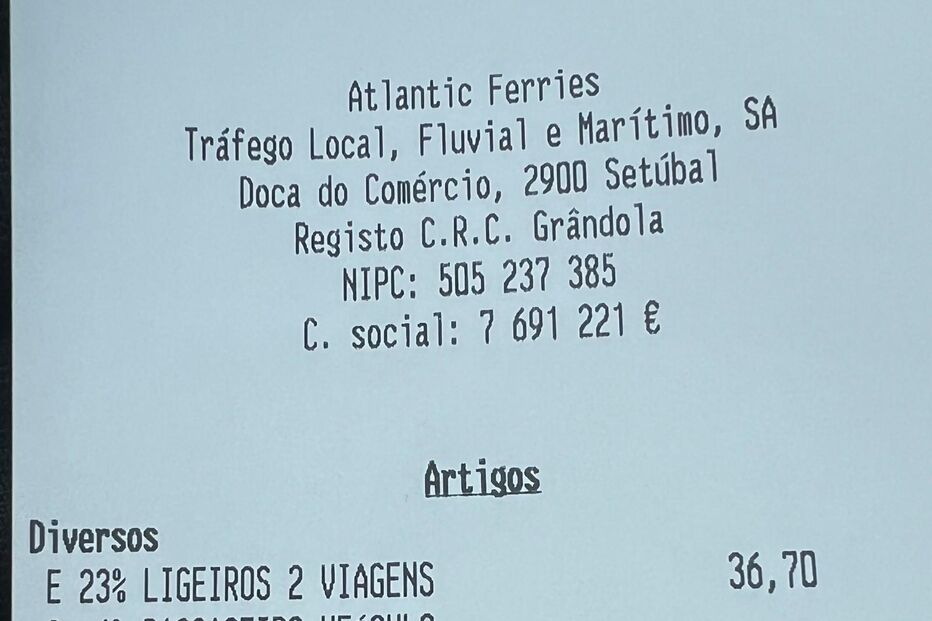 Atlantic Ferries
Tráfego Local, Fluvial e Marítimo, SA
Doca do Comércio, 2900 Setúbal
Registo C.R.C. Grândola
NIPC: 505 237 385
C. social: 7 691 221 €
Artigos
Diversos
E 23% LIGEIROS 2 VIAGENS 36,70